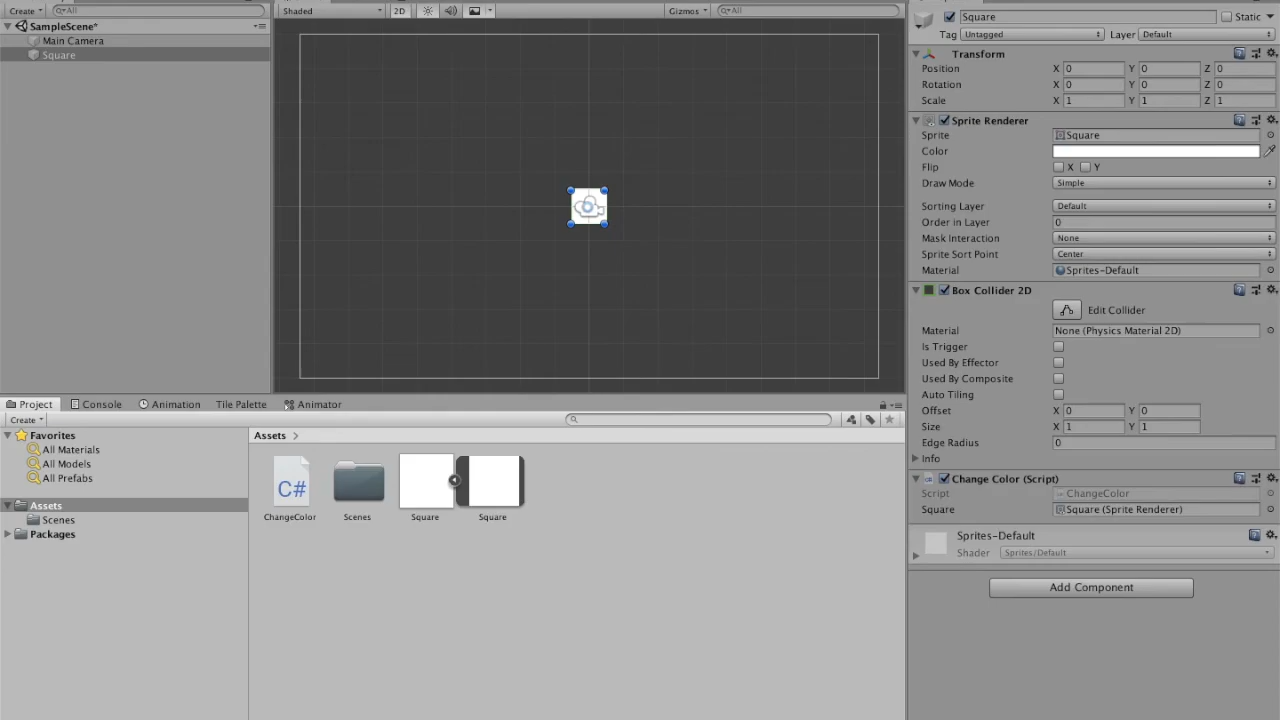 Create
All
SampleScene*
Main Camera
Square
Shaded
2D
Gizmos
All
Square
Static
Tag
Untagged
Layer
Default
Transform
Position X 0 Y 0 Z 0
Rotation X 0 Y 0 Z 0
Scale X 1 Y 1 Z 1
Sprite Renderer
Sprite Square
Color
Flip X Y
Draw Mode Simple
Sorting Layer Default
Order in Layer 0
Mask Interaction None
Sprite Sort Point Center
Material Sprites-Default
Box Collider 2D
Edit Collider
Material None (Physics Material 2D)
Is Trigger
Used By Effector
Used By Composite
Auto Tiling
Offset X 0 Y 0
Size X 1 Y 1
Edge Radius 0
Info
Change Color (Script)
Script ChangeColor
Square Square (Sprite Renderer)
Sprites-Default
Shader Sprites/Default
Add Component
Project Console Animation Tile Palette Animator
Create
Favorites
All Materials
All Models
All Prefabs
Assets
Scenes
Packages
Assets
C#
ChangeColor Scenes Square Square